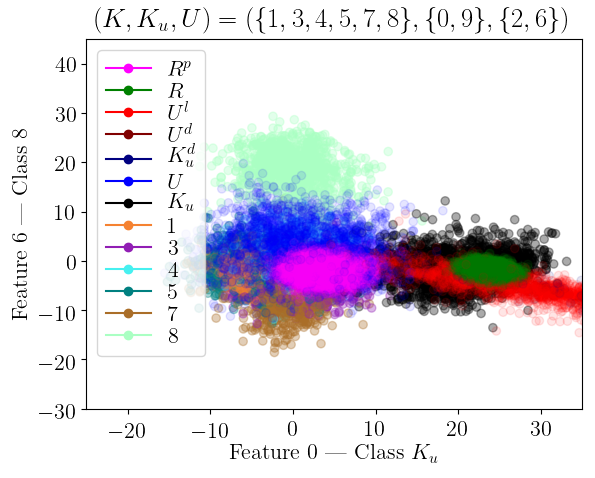 (K, K_u, U) = ({1, 3, 4, 5, 7, 8}, {0, 9}, {2, 6})
Feature 6 — Class 8
40
30
20
10
0
−10
−20
−30
R^p
R
U^l
U^d
K_u^d
U
K_u
1
3
4
5
7
8
−20
−10
0
10
20
30
Feature 0 — Class K_u